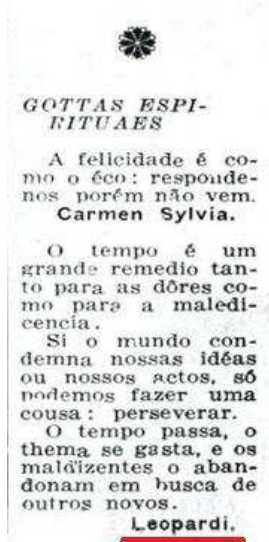 GOTTAS ESPI-
RITUAES
A felicidade é co-
mo o éco: responde-
nos porém não vem.
Carmen Sylvia.
O tempo é um
grande remedio tan-
to para as dôres co-
mo para a maledi-
cencia.
Si o mundo con-
demna nossas idéas
ou nossos actos, só
podemos fazer uma
cousa: perseverar.
O tempo passa, o
thema se gasta, e os
maldizentes o aban-
donam em busca de
outros novos.
Leopardi.